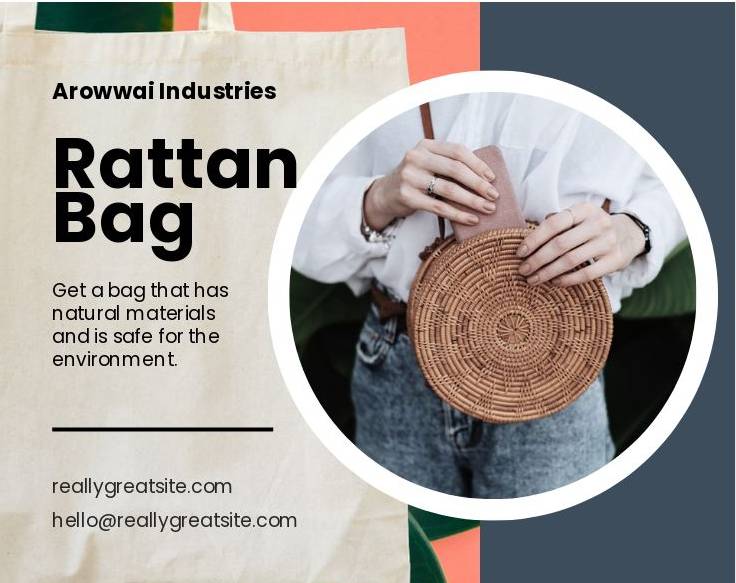 Arowwai Industries
Rattan
Bag
Get a bag that has
natural materials
and is safe for the
environment.
reallygreatsite.com
hello@reallygreatsite.com